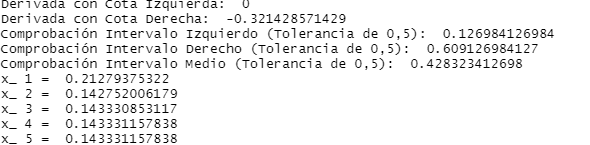 Derivada con Cota Izquierda:  0
Derivada con Cota Derecha:  -0.321428571429
Comprobación Intervalo Izquierdo (Tolerancia de 0,5):  0.126984126984
Comprobación Intervalo Derecho (Tolerancia de 0,5):  0.609126984127
Comprobación Intervalo Medio (Tolerancia de 0,5):  0.428323412698
x_ 1 =  0.21279375322
x_ 2 =  0.142752006179
x_ 3 =  0.143330853117
x_ 4 =  0.143331157838
x_ 5 =  0.143331157838